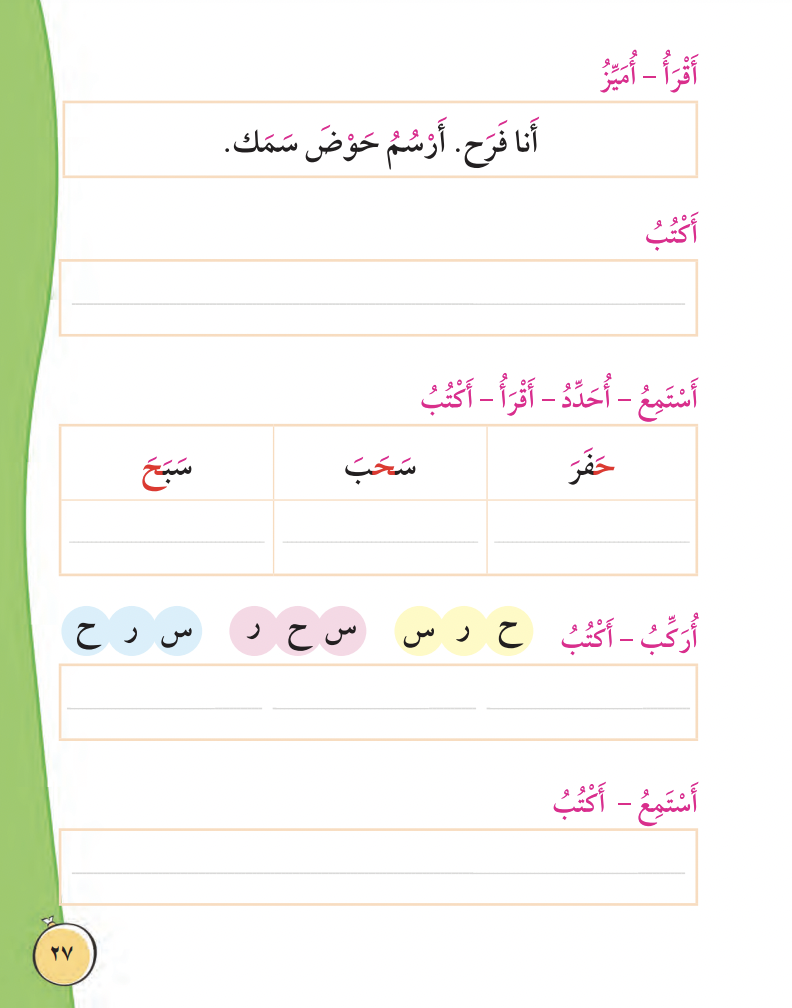 أَقْرَأُ – أُمَيِّزُ
أَنا فَرَح. أَرْسُمُ حَوْضَ سَمَك.
أَكْتُبُ
أَسْتَمِعُ – أُحَدِّدُ – أَقْرَأُ – أَكْتُبُ
حَفَرَ سَحَبَ سَبَحَ
أُرَكِّبُ – أَكْتُبُ ح ر س س ح ر س ر ح
أَسْتَمِعُ – أَكْتُبُ
٢٧